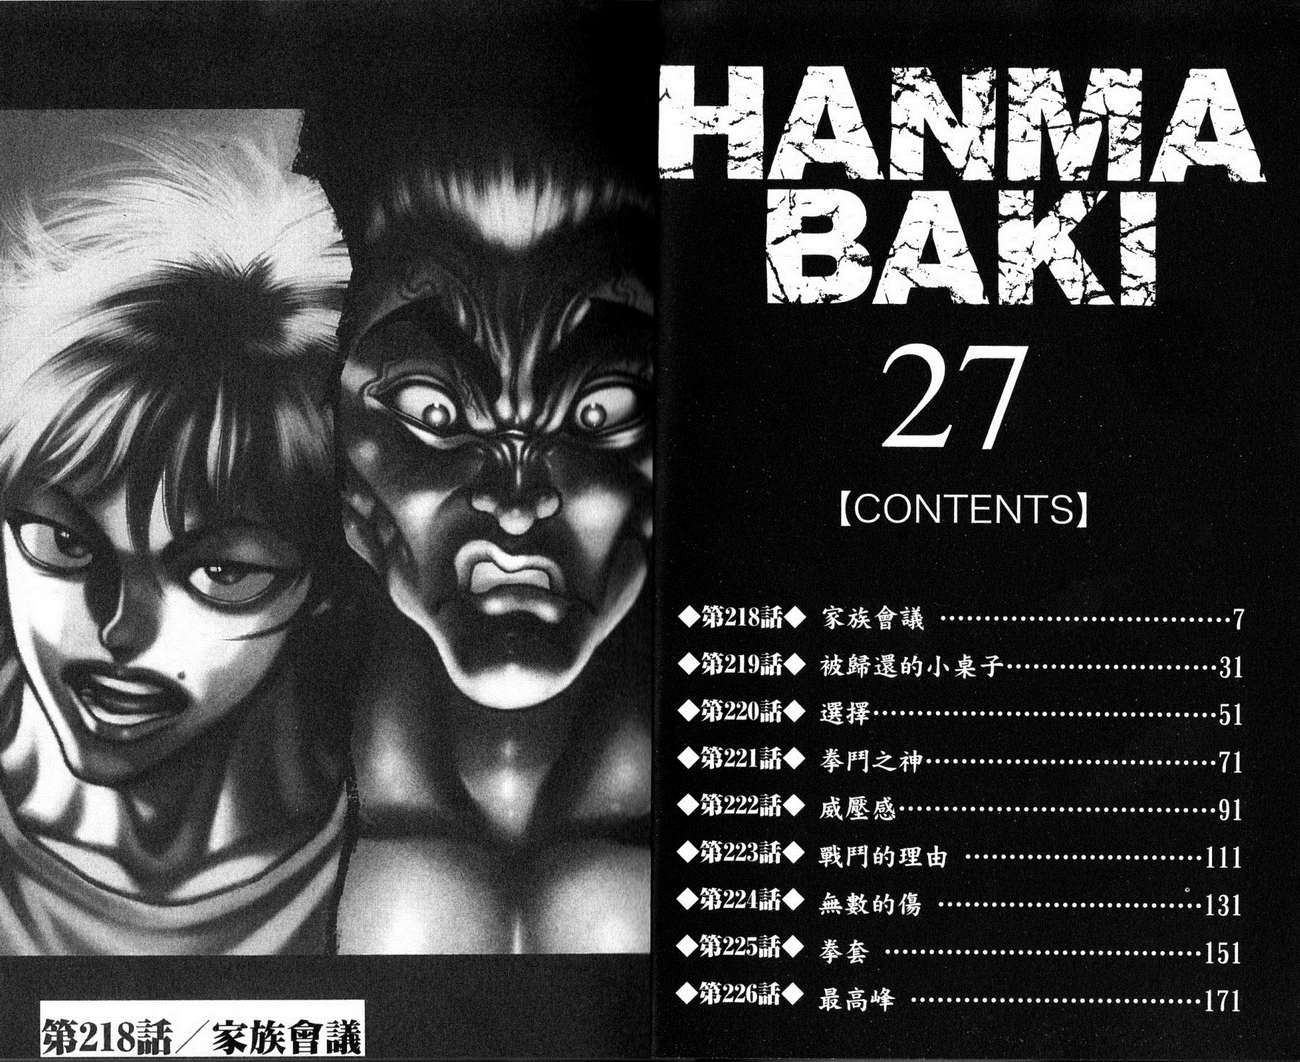 HANMA
BAKI
27
【CONTENTS】
◆第218話◆ 家族會議 ………………………… 7
◆第219話◆ 被歸還的小桌子………………… 31
◆第220話◆ 選擇……………………………… 51
◆第221話◆ 拳鬥之神………………………… 71
◆第222話◆ 威壓感…………………………… 91
◆第223話◆ 戰鬥的理由 …………………… 111
◆第224話◆ 無數的傷 ……………………… 131
◆第225話◆ 拳套 …………………………… 151
◆第226話◆ 最高峰 ………………………… 171
第218話／家族會議